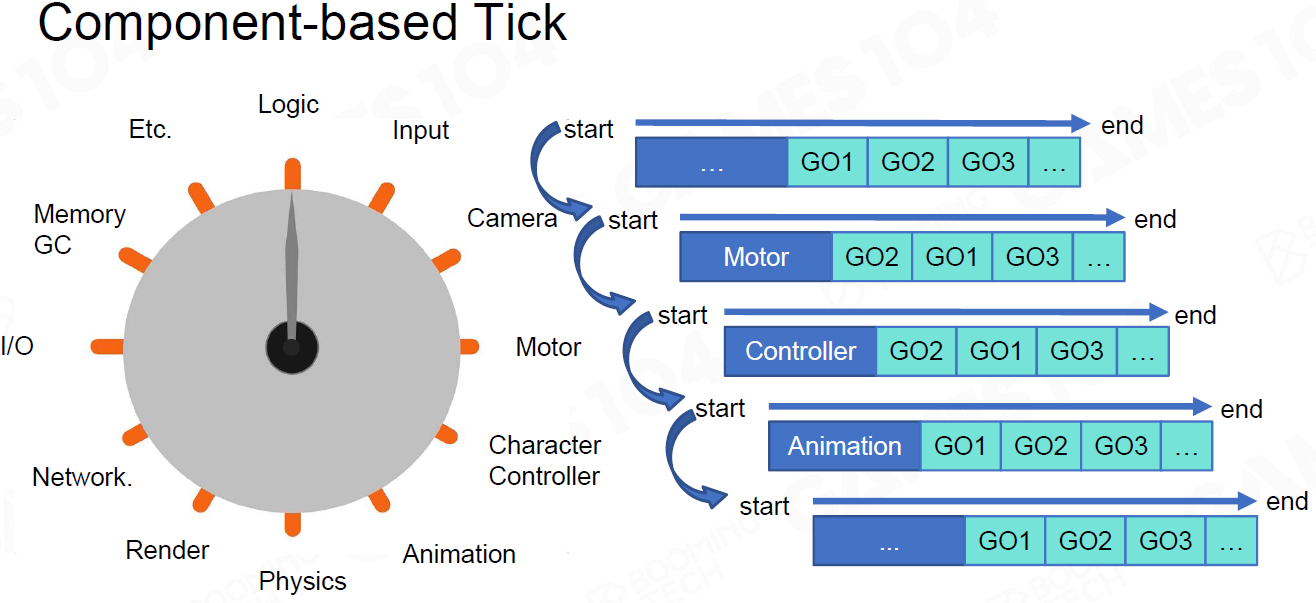 Component-based Tick
Logic
Etc.
Input
Memory
GC
Camera
I/O
Motor
Network.
Character
Controller
Render
Animation
Physics
start
end
... GO1 GO2 GO3 ...
start
end
Motor GO2 GO1 GO3 ...
start
end
Controller GO2 GO1 GO3 ...
start
end
Animation GO1 GO2 GO3 ...
start
end
... GO1 GO2 GO3 ...
GAMES 104
BOOMING
TECH